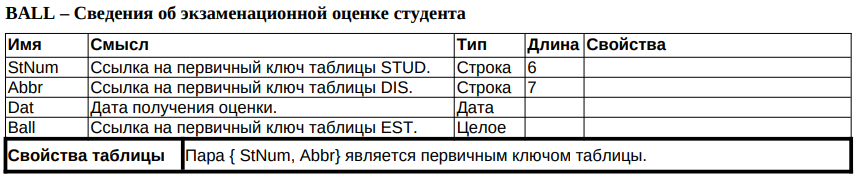 BALL – Сведения об экзаменационной оценке студента
Имя Смысл Тип Длина Свойства
StNum Ссылка на первичный ключ таблицы STUD. Строка 6
Abbr Ссылка на первичный ключ таблицы DIS. Строка 7
Dat Дата получения оценки. Дата
Ball Ссылка на первичный ключ таблицы EST. Целое
Свойства таблицы Пара { StNum, Abbr} является первичным ключом таблицы.